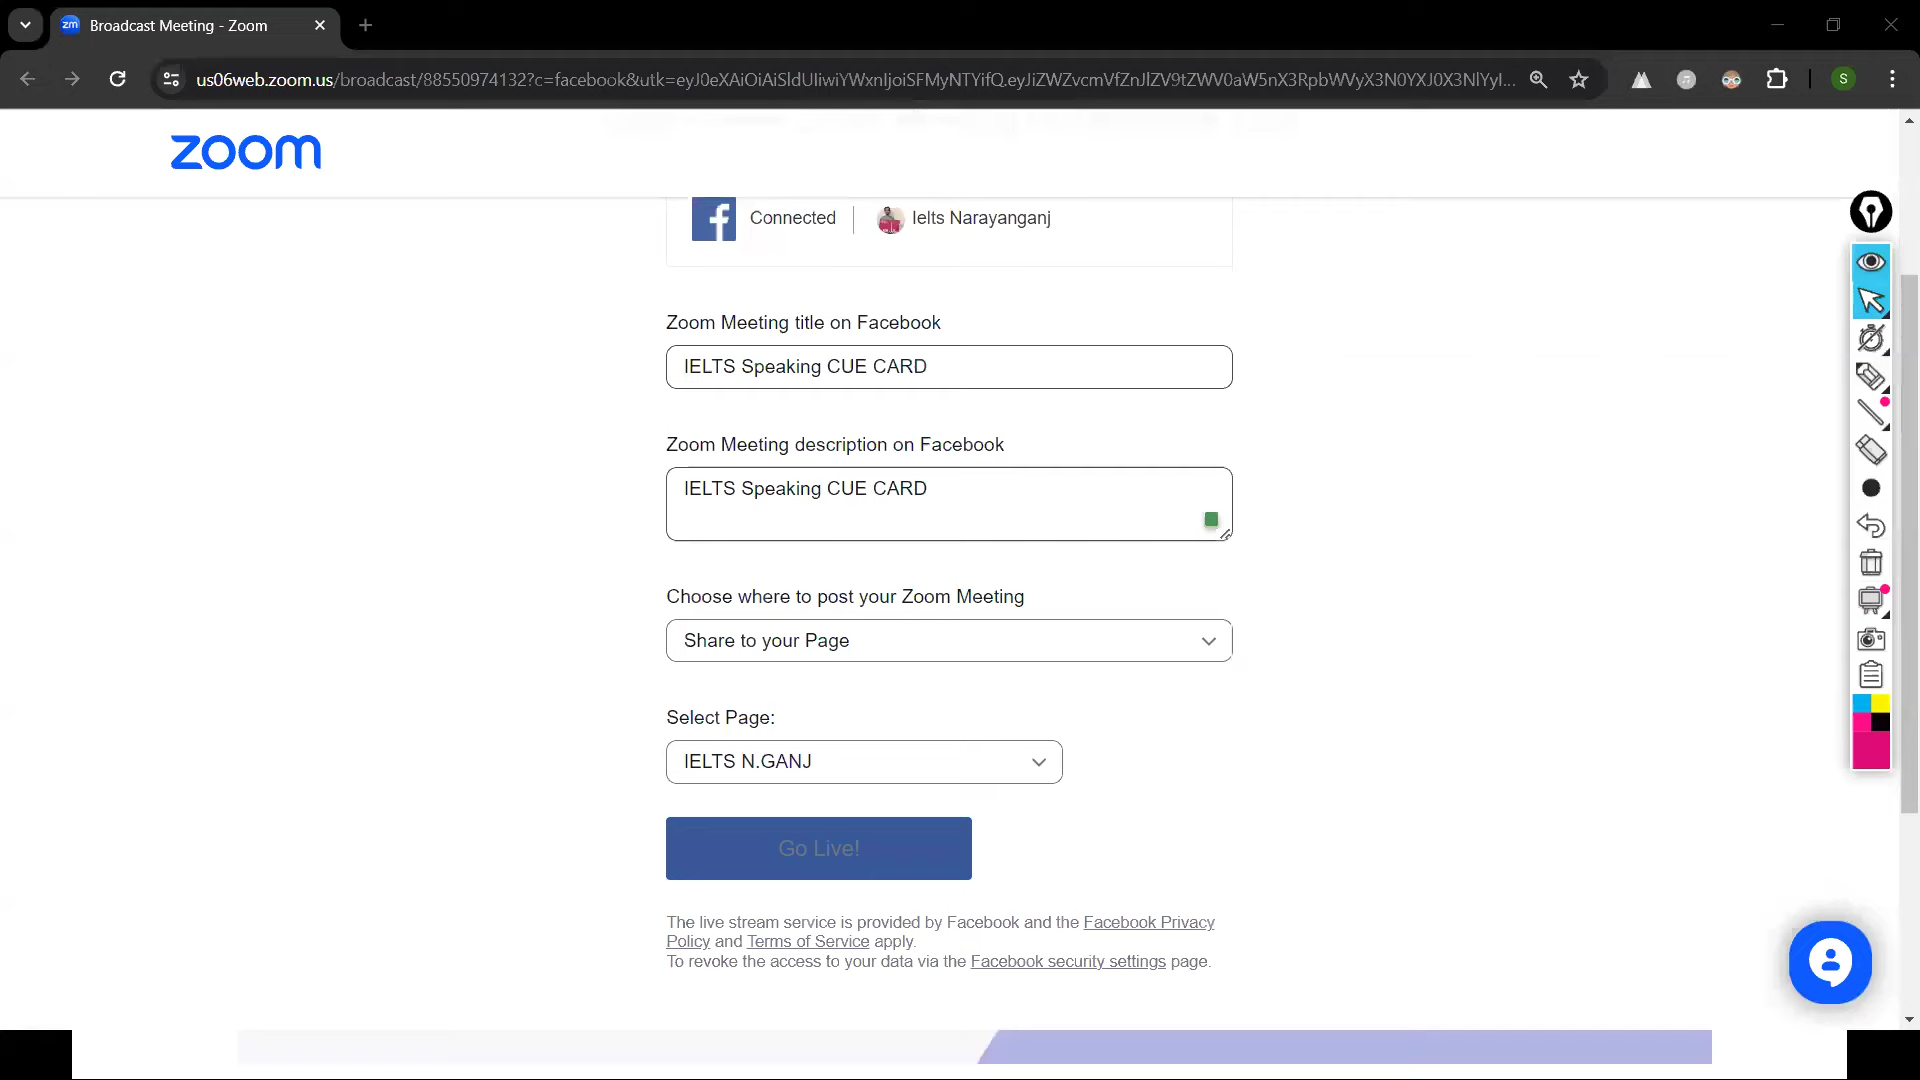 zm Broadcast Meeting - Zoom
us06web.zoom.us/broadcast/88550974132?c=facebook&utk=eyJ0eXAiOiAiSldUIiwiYWxnIjoiSFMyNTYifQ.eyJiZWZvcmVfZnJlZV9tZWV0aW5nX3RpbWVyX3N0YXJ0X3NlYyI...
S
zoom
Connected Ielts Narayanganj
Zoom Meeting title on Facebook
IELTS Speaking CUE CARD
Zoom Meeting description on Facebook
IELTS Speaking CUE CARD
Choose where to post your Zoom Meeting
Share to your Page
Select Page:
IELTS N.GANJ
Go Live!
The live stream service is provided by Facebook and the Facebook Privacy
Policy and Terms of Service apply.
To revoke the access to your data via the Facebook security settings page.